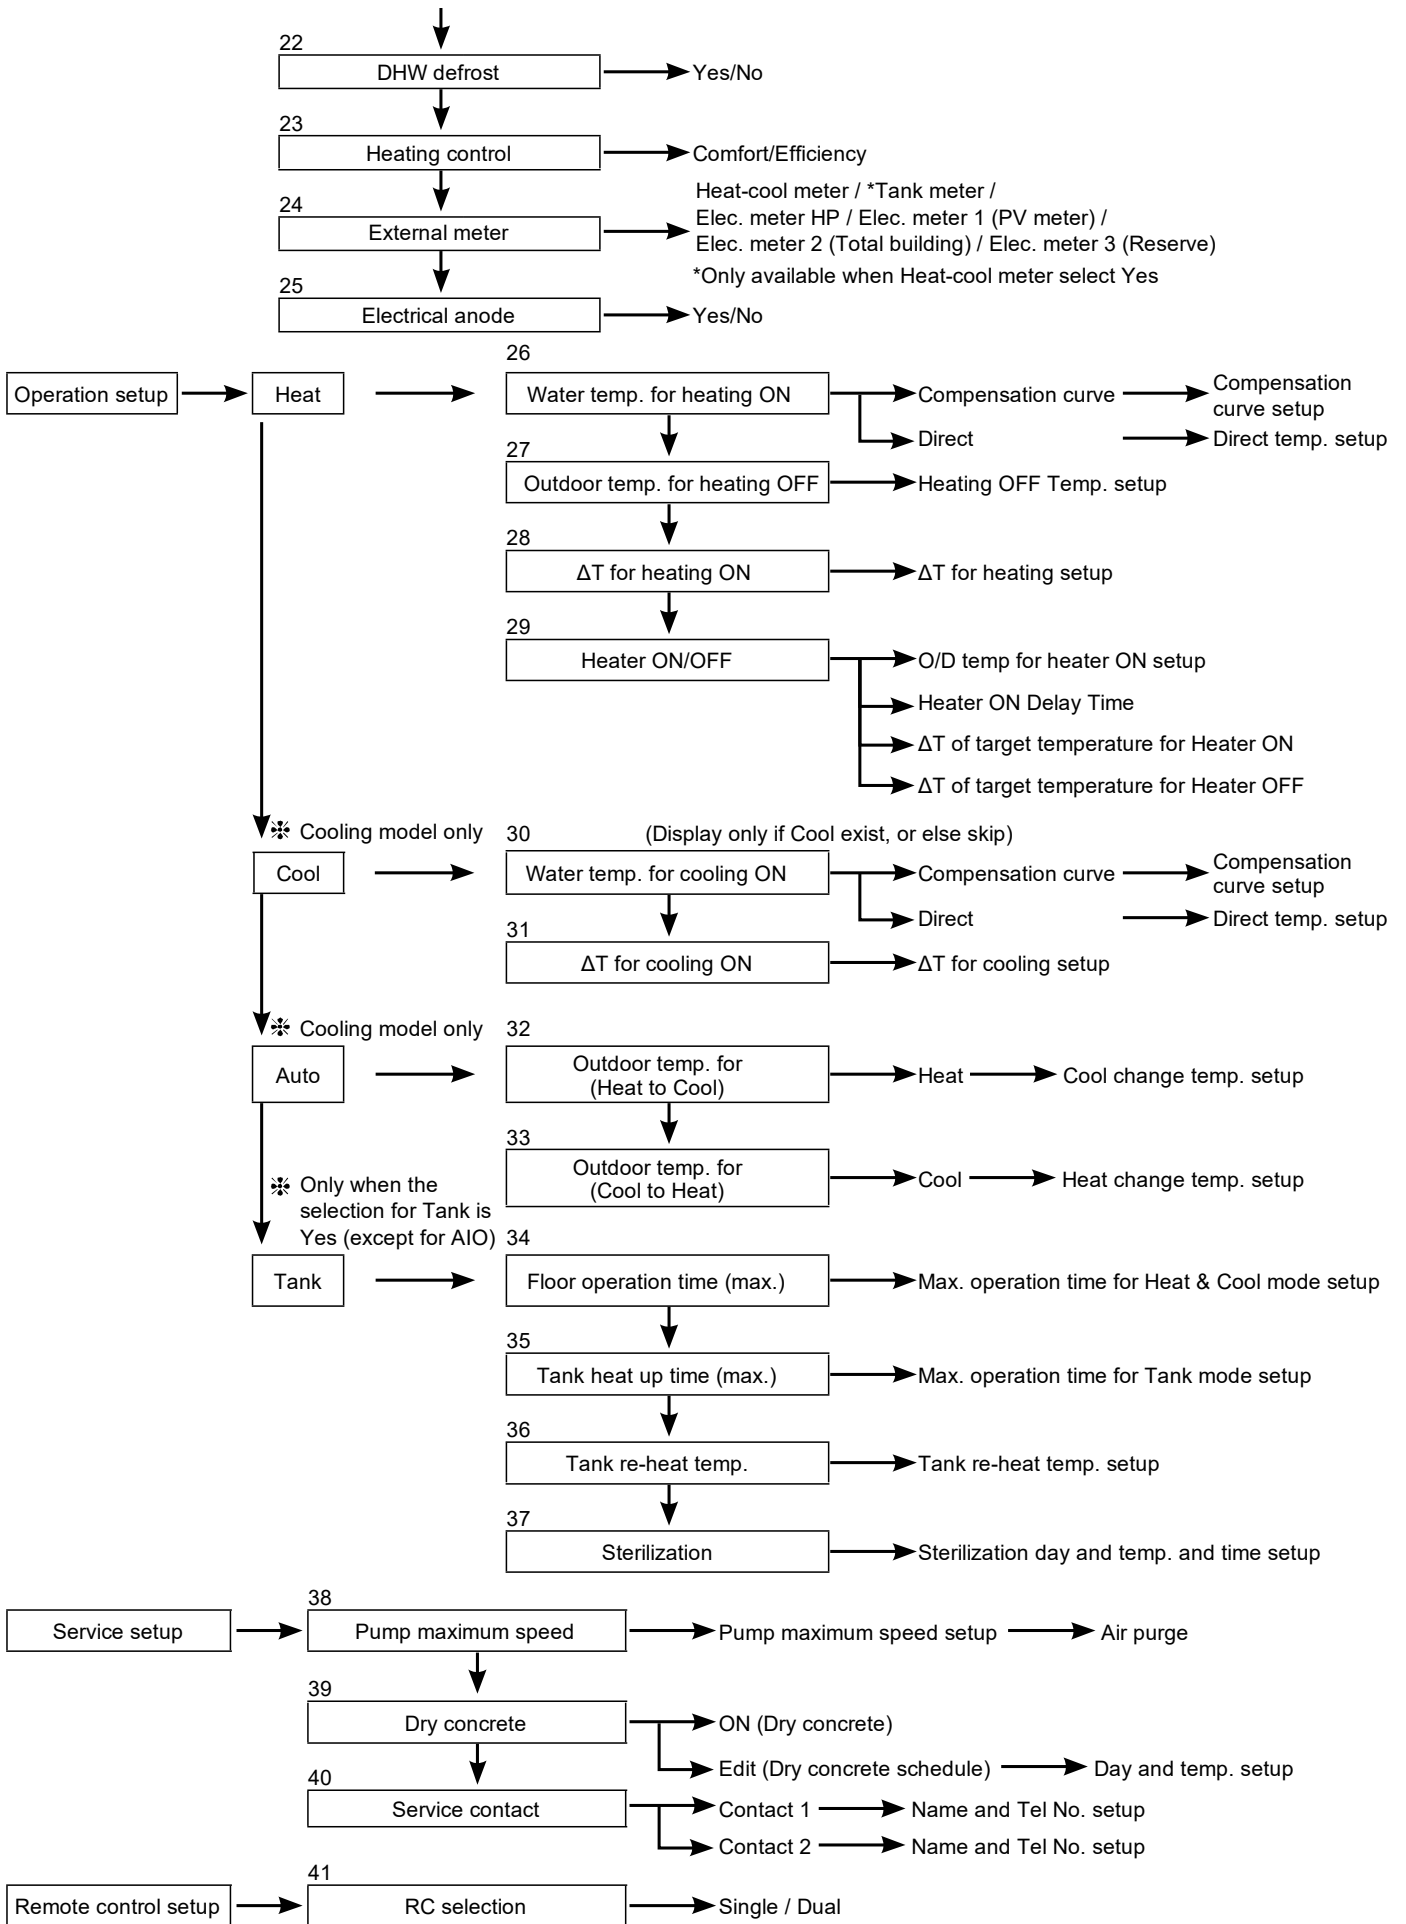 22
DHW defrost
Yes/No
23
Heating control
Comfort/Efficiency
24
External meter
Heat-cool meter / *Tank meter /
Elec. meter HP / Elec. meter 1 (PV meter) /
Elec. meter 2 (Total building) / Elec. meter 3 (Reserve)
*Only available when Heat-cool meter select Yes
25
Electrical anode
Yes/No
Operation setup
Heat
26
Water temp. for heating ON
Compensation curve
Compensation
curve setup
Direct
Direct temp. setup
27
Outdoor temp. for heating OFF
Heating OFF Temp. setup
28
ΔT for heating ON
ΔT for heating setup
29
Heater ON/OFF
O/D temp for heater ON setup
Heater ON Delay Time
ΔT of target temperature for Heater ON
ΔT of target temperature for Heater OFF
❉ Cooling model only
Cool
30
(Display only if Cool exist, or else skip)
Water temp. for cooling ON
Compensation curve
Compensation
curve setup
Direct
Direct temp. setup
31
ΔT for cooling ON
ΔT for cooling setup
❉ Cooling model only
Auto
32
Outdoor temp. for
(Heat to Cool)
Heat
Cool change temp. setup
33
Outdoor temp. for
(Cool to Heat)
Cool
Heat change temp. setup
❉ Only when the
selection for Tank is
Yes (except for AIO)
Tank
34
Floor operation time (max.)
Max. operation time for Heat & Cool mode setup
35
Tank heat up time (max.)
Max. operation time for Tank mode setup
36
Tank re-heat temp.
Tank re-heat temp. setup
37
Sterilization
Sterilization day and temp. and time setup
Service setup
38
Pump maximum speed
Pump maximum speed setup
Air purge
39
Dry concrete
ON (Dry concrete)
Edit (Dry concrete schedule)
Day and temp. setup
40
Service contact
Contact 1
Name and Tel No. setup
Contact 2
Name and Tel No. setup
Remote control setup
41
RC selection
Single / Dual